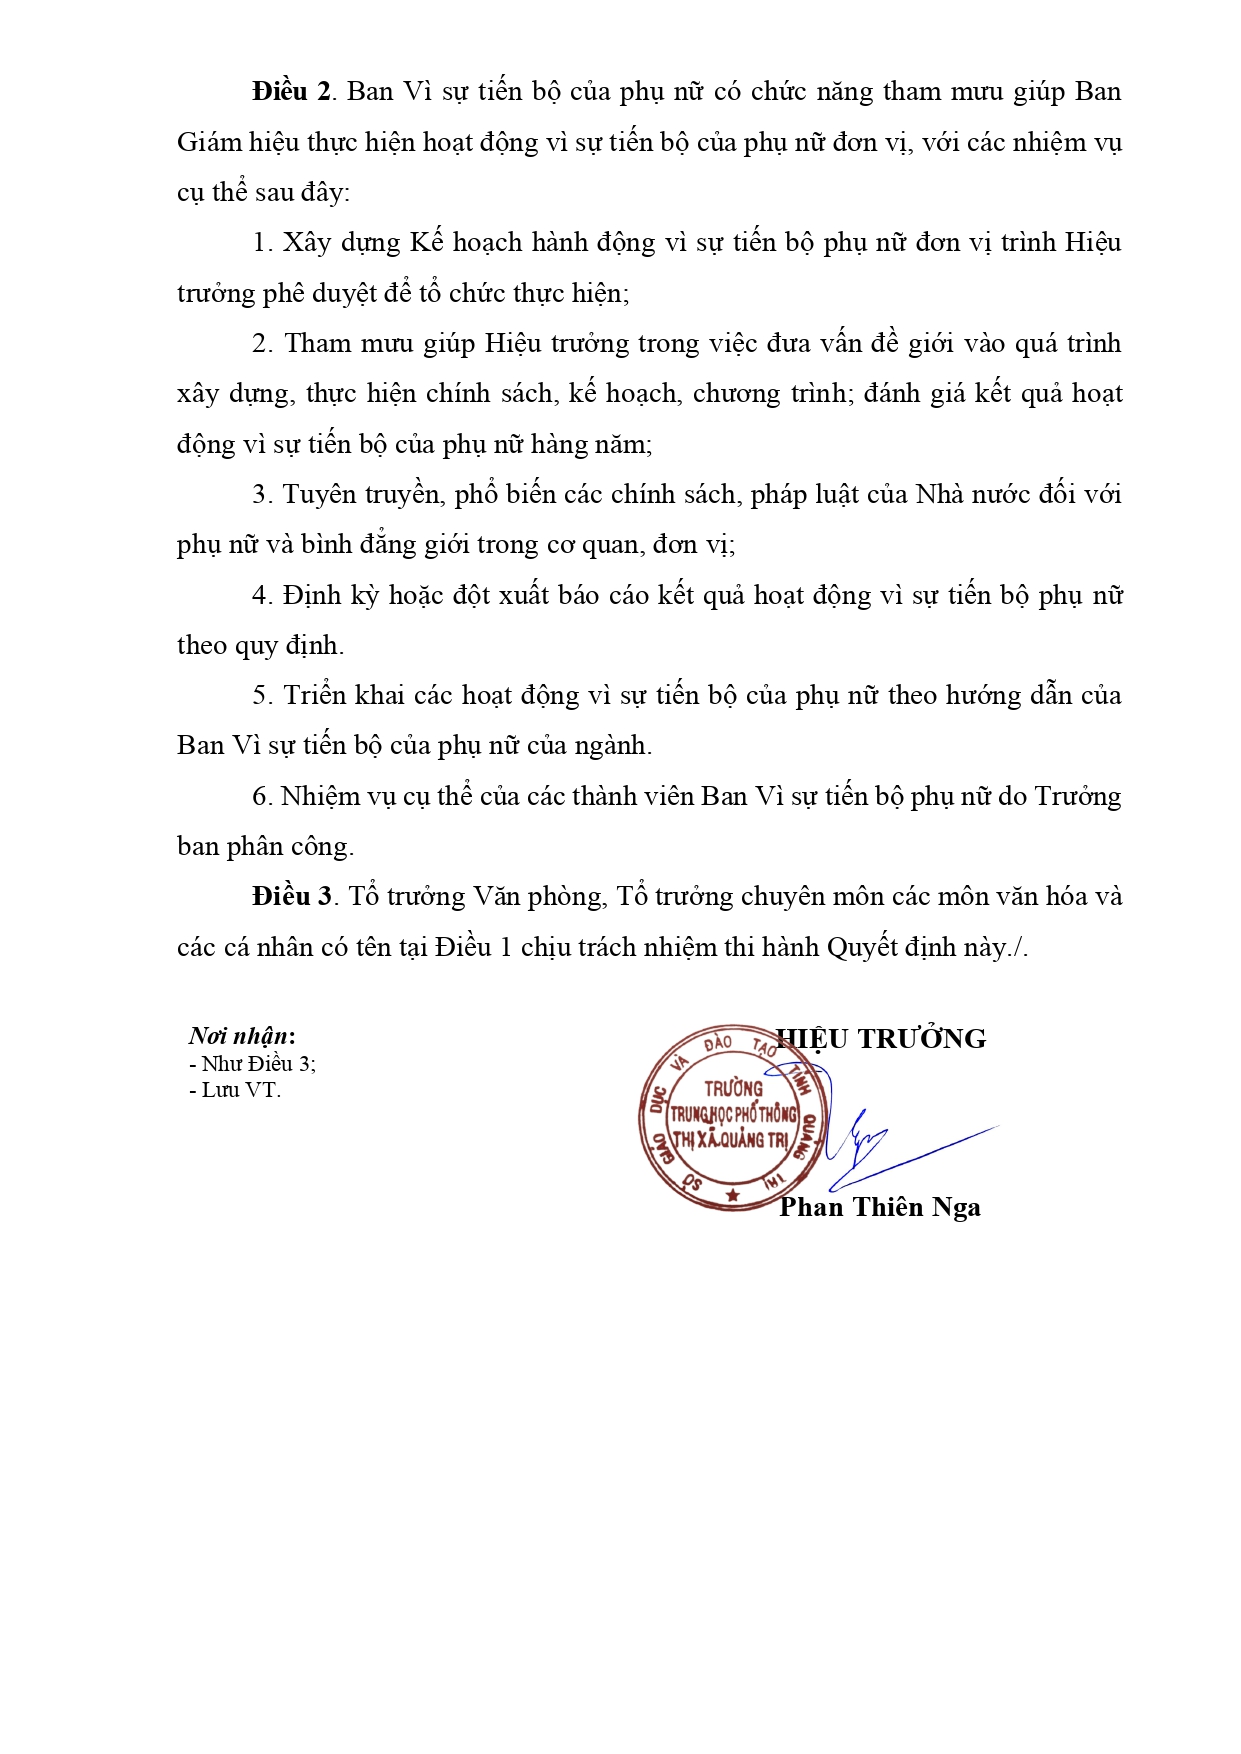 Điều 2. Ban Vì sự tiến bộ của phụ nữ có chức năng tham mưu giúp Ban
Giám hiệu thực hiện hoạt động vì sự tiến bộ của phụ nữ đơn vị, với các nhiệm vụ
cụ thể sau đây:
1. Xây dựng Kế hoạch hành động vì sự tiến bộ phụ nữ đơn vị trình Hiệu
trưởng phê duyệt để tổ chức thực hiện;
2. Tham mưu giúp Hiệu trưởng trong việc đưa vấn đề giới vào quá trình
xây dựng, thực hiện chính sách, kế hoạch, chương trình; đánh giá kết quả hoạt
động vì sự tiến bộ của phụ nữ hàng năm;
3. Tuyên truyền, phổ biến các chính sách, pháp luật của Nhà nước đối với
phụ nữ và bình đẳng giới trong cơ quan, đơn vị;
4. Định kỳ hoặc đột xuất báo cáo kết quả hoạt động vì sự tiến bộ phụ nữ
theo quy định.
5. Triển khai các hoạt động vì sự tiến bộ của phụ nữ theo hướng dẫn của
Ban Vì sự tiến bộ của phụ nữ của ngành.
6. Nhiệm vụ cụ thể của các thành viên Ban Vì sự tiến bộ phụ nữ do Trưởng
ban phân công.
Điều 3. Tổ trưởng Văn phòng, Tổ trưởng chuyên môn các môn văn hóa và
các cá nhân có tên tại Điều 1 chịu trách nhiệm thi hành Quyết định này./.
Nơi nhận:
- Như Điều 3;
- Lưu VT.
HIỆU TRƯỞNG
SỞ GIÁO DỤC VÀ ĐÀO TẠO TỈNH QUẢNG TRỊ
TRƯỜNG
TRUNG HỌC PHỔ THÔNG
THỊ XÃ QUẢNG TRỊ
Phan Thiên Nga